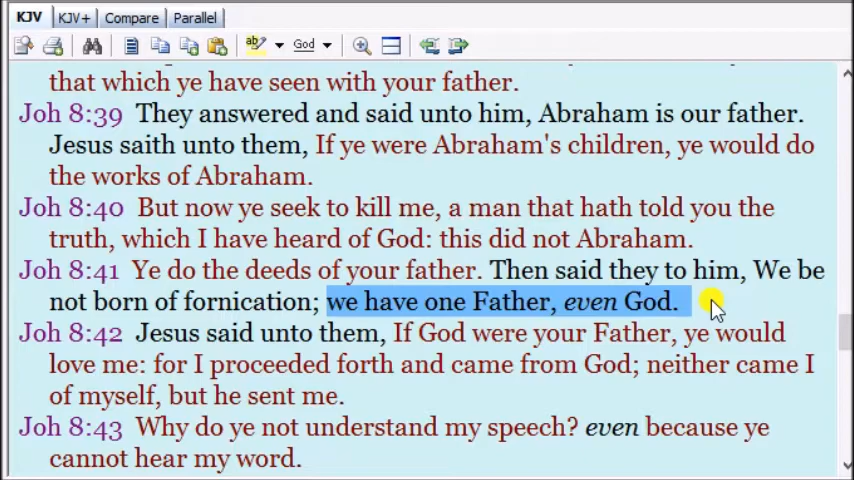 KJV KJV+ Compare Parallel
God
that which ye have seen with your father.
Joh 8:39 They answered and said unto him, Abraham is our father.
Jesus saith unto them, If ye were Abraham's children, ye would do
the works of Abraham.
Joh 8:40 But now ye seek to kill me, a man that hath told you the
truth, which I have heard of God: this did not Abraham.
Joh 8:41 Ye do the deeds of your father. Then said they to him, We be
not born of fornication; we have one Father, even God.
Joh 8:42 Jesus said unto them, If God were your Father, ye would
love me: for I proceeded forth and came from God; neither came I
of myself, but he sent me.
Joh 8:43 Why do ye not understand my speech? even because ye
cannot hear my word.